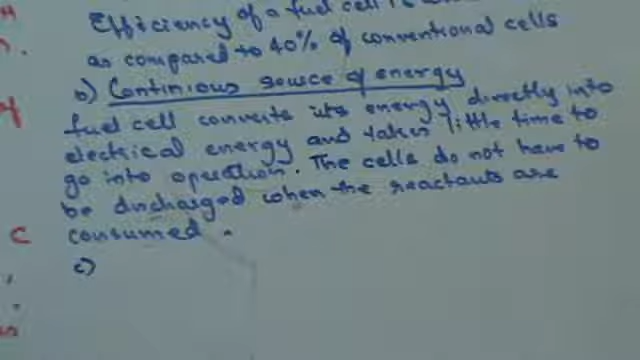 Efficiency of a fuel cell is
as compared to 40% of conventional cells
b) Continious source of energy
fuel cell converts its energy directly into
electrical energy and takes little time to
go into operation. The cells do not have to
be discharged when the reactants are
consumed.
c)
C